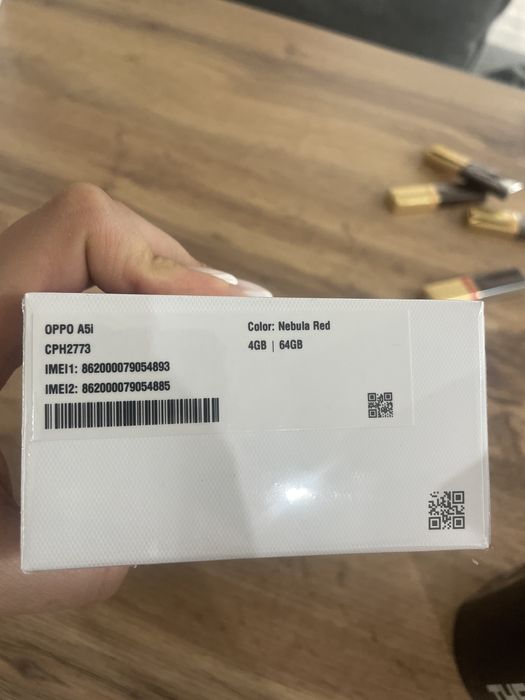 OPPO A5i
CPH2773
IMEI1: 862000079054893
IMEI2: 862000079054885
Color: Nebula Red
4GB | 64GB